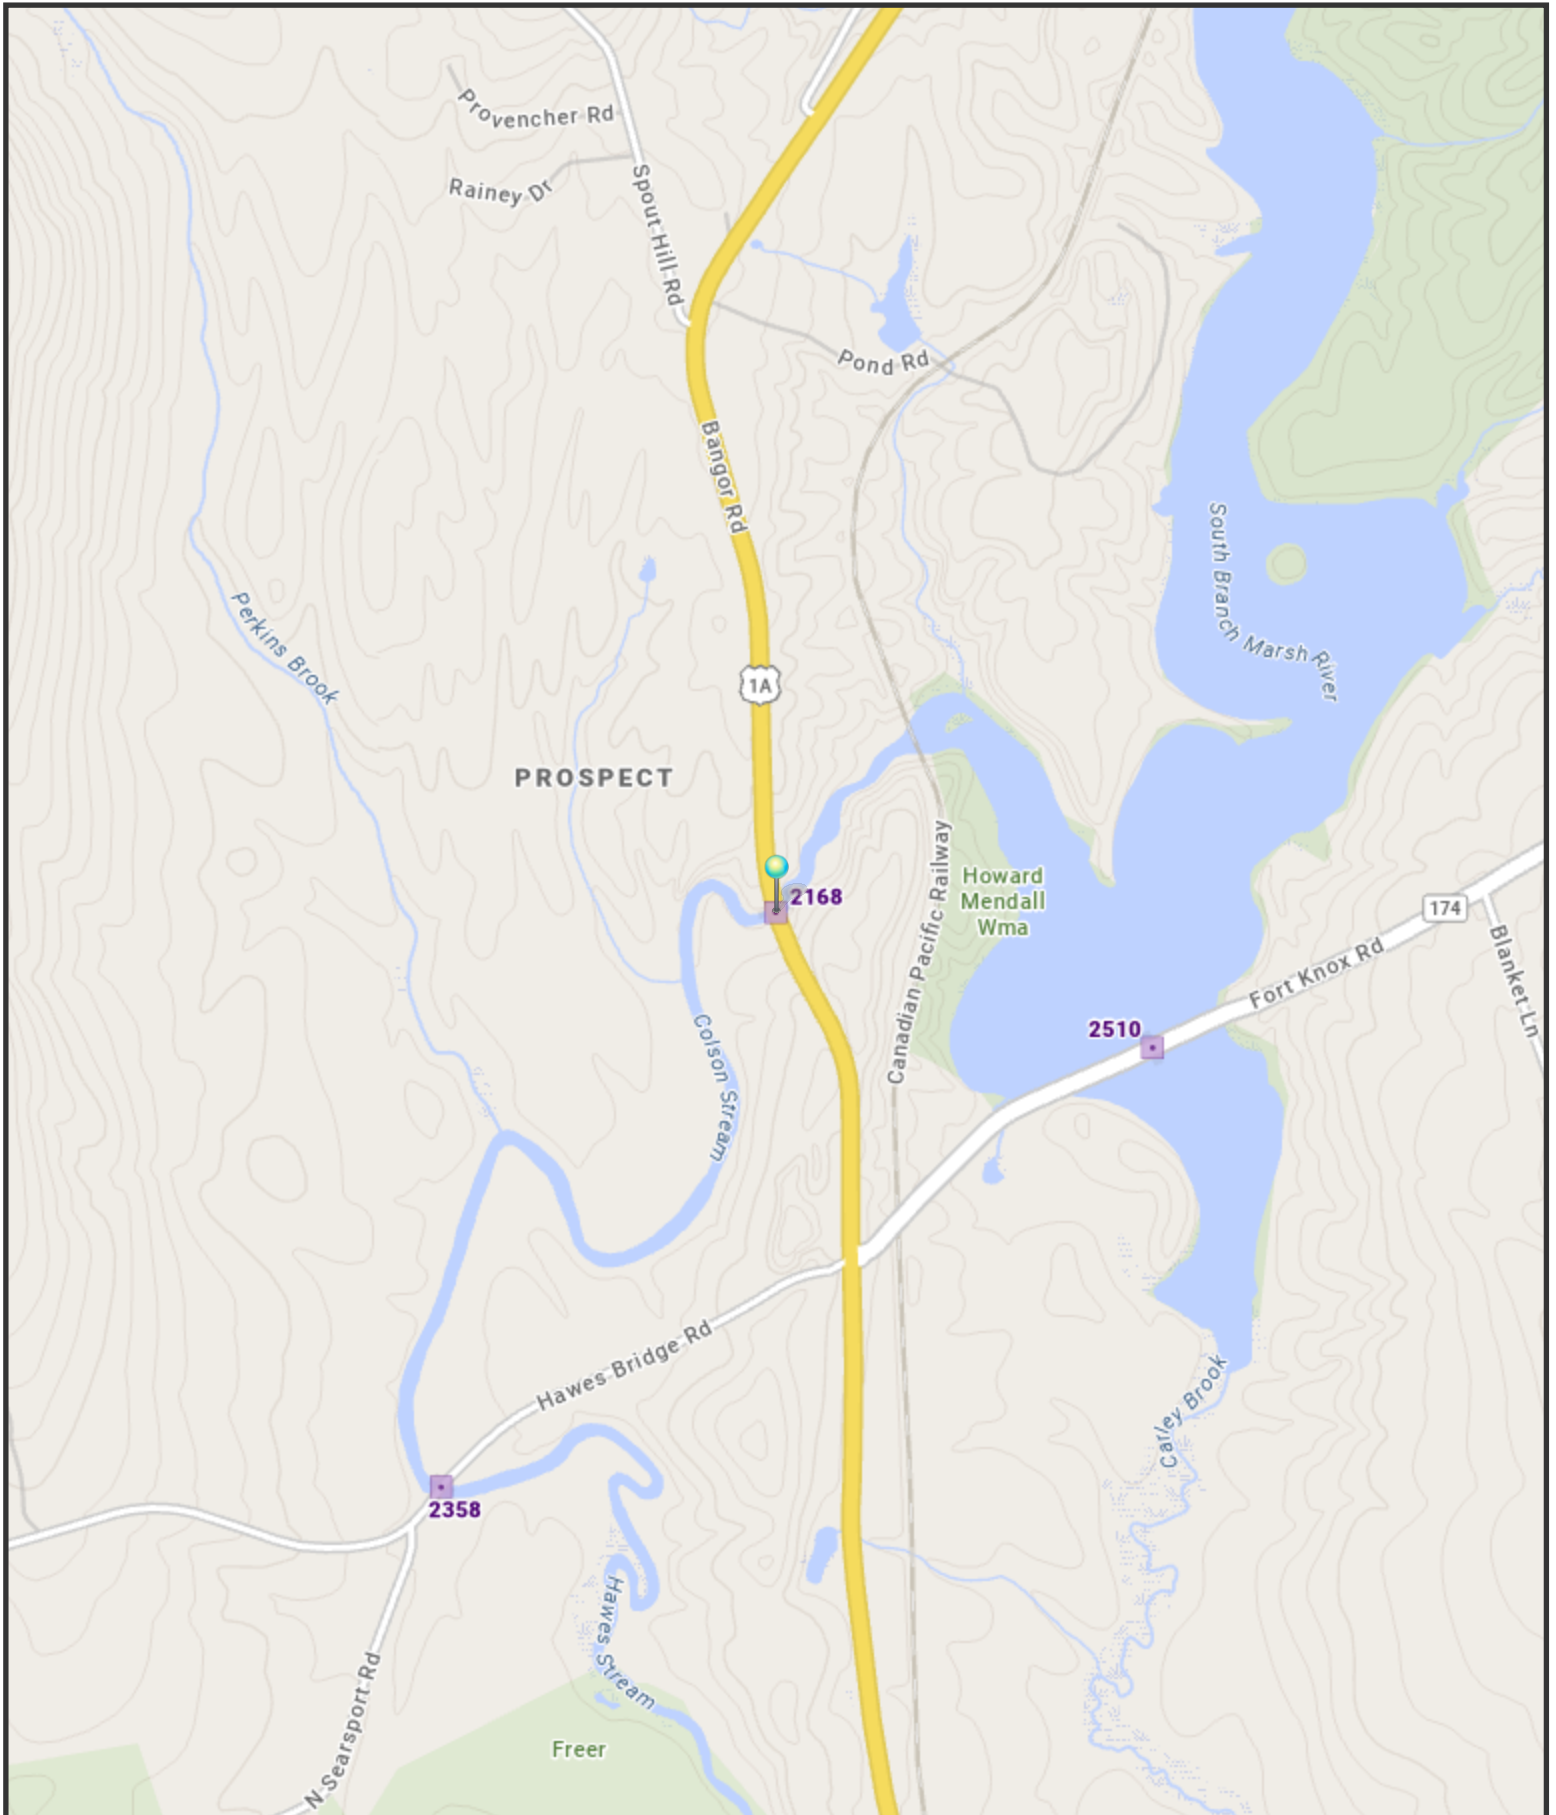 Provencher Rd
Rainey Dr
Spout Hill Rd
Pond Rd
Bangor Rd
South Branch Marsh River
Perkins Brook
1A
PROSPECT
Canadian Pacific Railway
Howard
Mendall
Wma
2168
174
Fort Knox Rd
Blanket Ln
2510
Colson Stream
Hawes Bridge Rd
Carley Brook
2358
Hawes Stream
N Searsport Rd
Freer